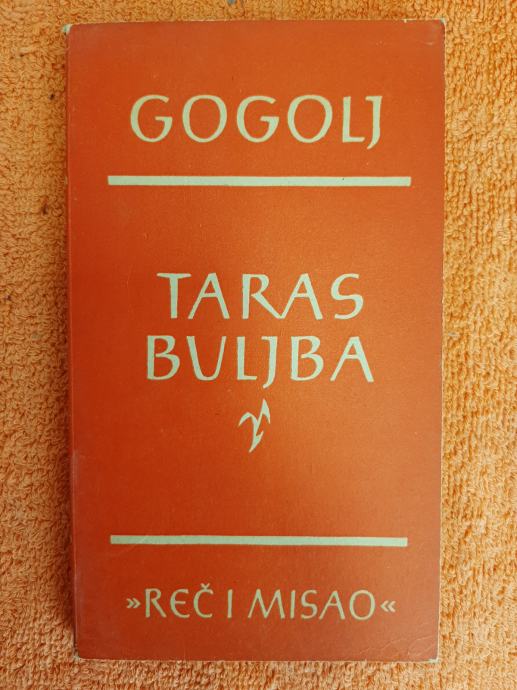 GOGOLJ
TARAS
BULJBA
»REČ I MISAO«